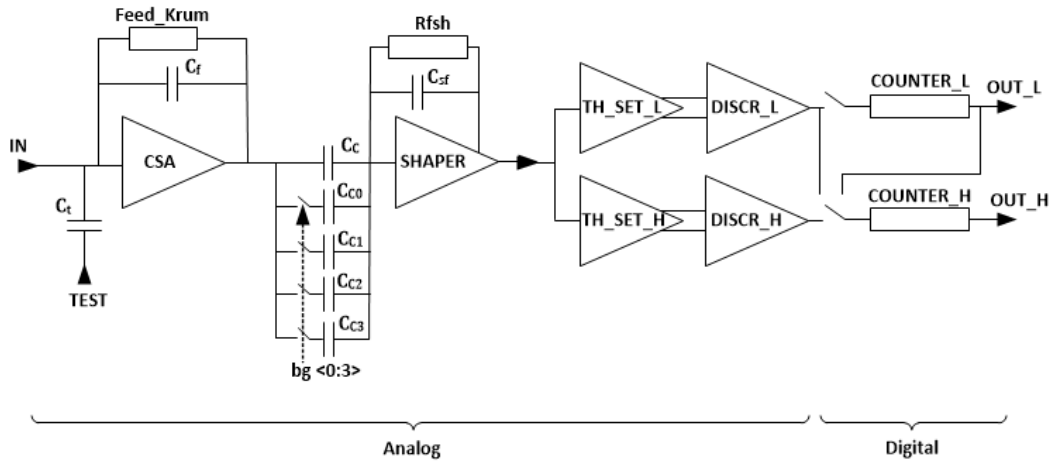 Feed_Krum
Cf
IN
CSA
Ct
TEST
Rfsh
Csf
CC
SHAPER
CC0
CC1
CC2
CC3
bg <0:3>
TH_SET_L
DISCR_L
COUNTER_L
OUT_L
TH_SET_H
DISCR_H
COUNTER_H
OUT_H
Analog
Digital